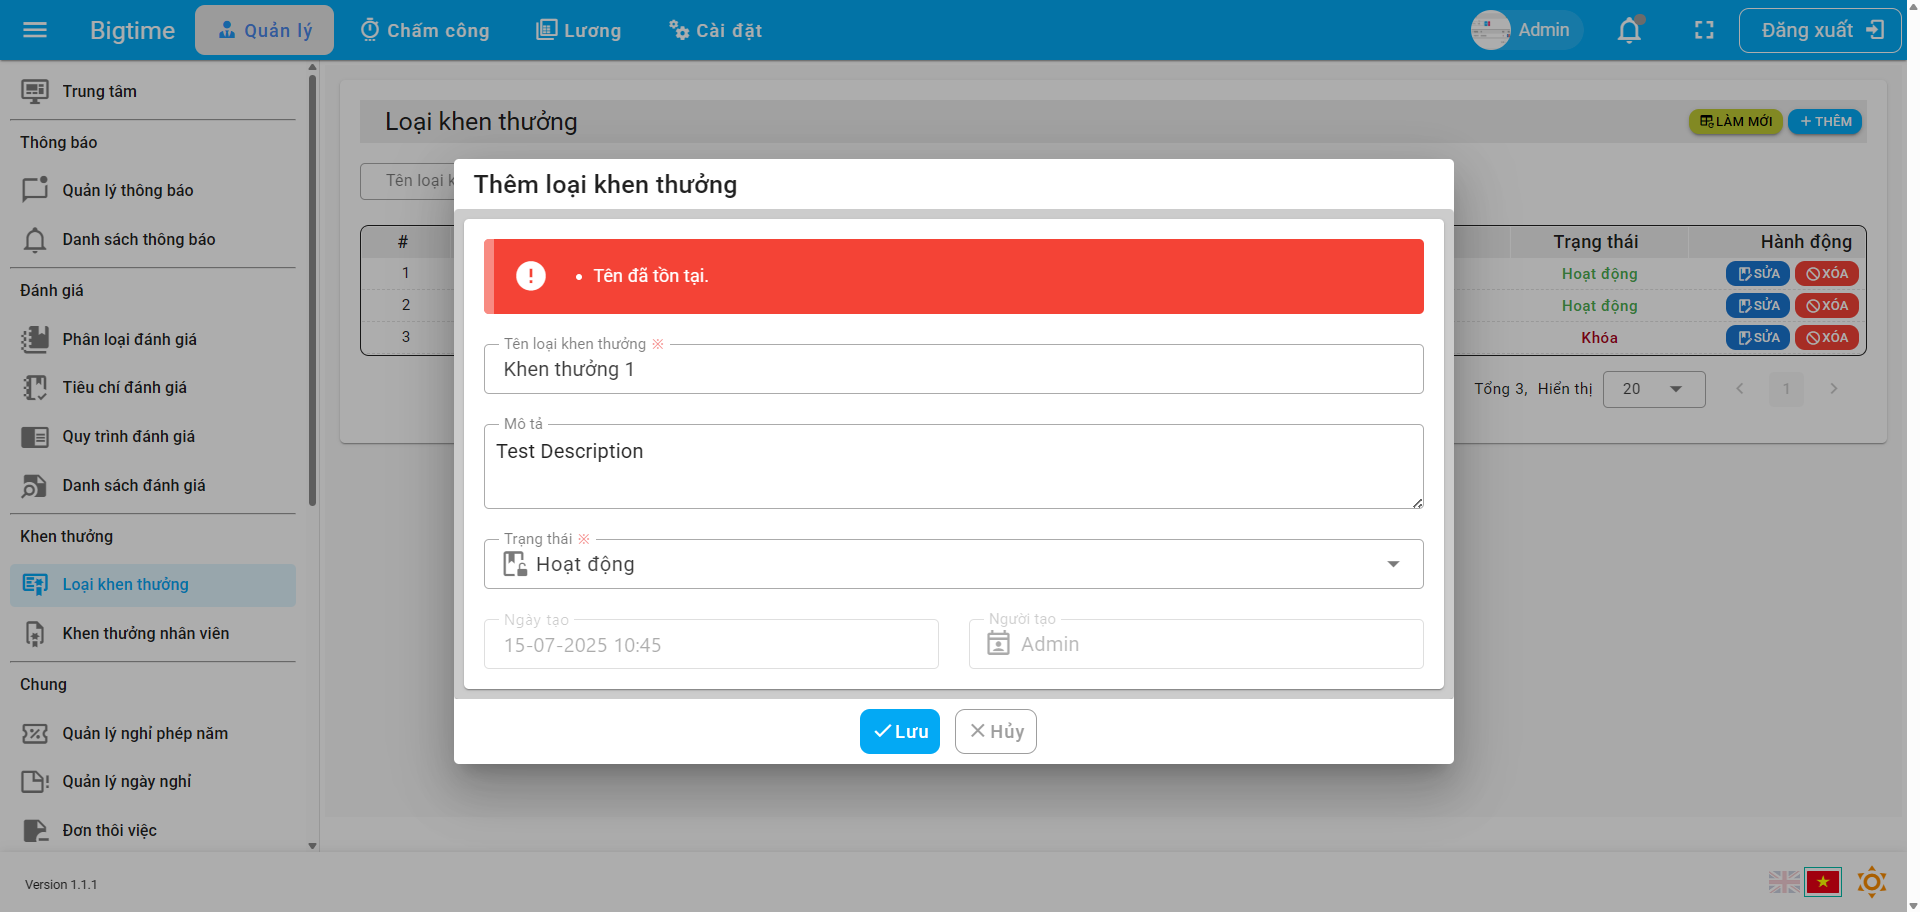 Bigtime
Quản lý
Chấm công
Lương
Cài đặt
Admin
Đăng xuất
Trung tâm
Thông báo
Quản lý thông báo
Danh sách thông báo
Đánh giá
Phân loại đánh giá
Tiêu chí đánh giá
Quy trình đánh giá
Danh sách đánh giá
Khen thưởng
Loại khen thưởng
Khen thưởng nhân viên
Chung
Quản lý nghỉ phép năm
Quản lý ngày nghỉ
Đơn thôi việc
Loại khen thưởng
LÀM MỚI
+ THÊM
Tên loại k
# Trạng thái Hành động
1 Hoạt động SỬA XÓA
2 Hoạt động SỬA XÓA
3 Khóa SỬA XÓA
Tổng 3, Hiển thị 20
1
Thêm loại khen thưởng
• Tên đã tồn tại.
Tên loại khen thưởng ※
Khen thưởng 1
Mô tả
Test Description
Trạng thái ※
Hoạt động
Ngày tạo
15-07-2025 10:45
Người tạo
Admin
Lưu
Hủy
Version 1.1.1